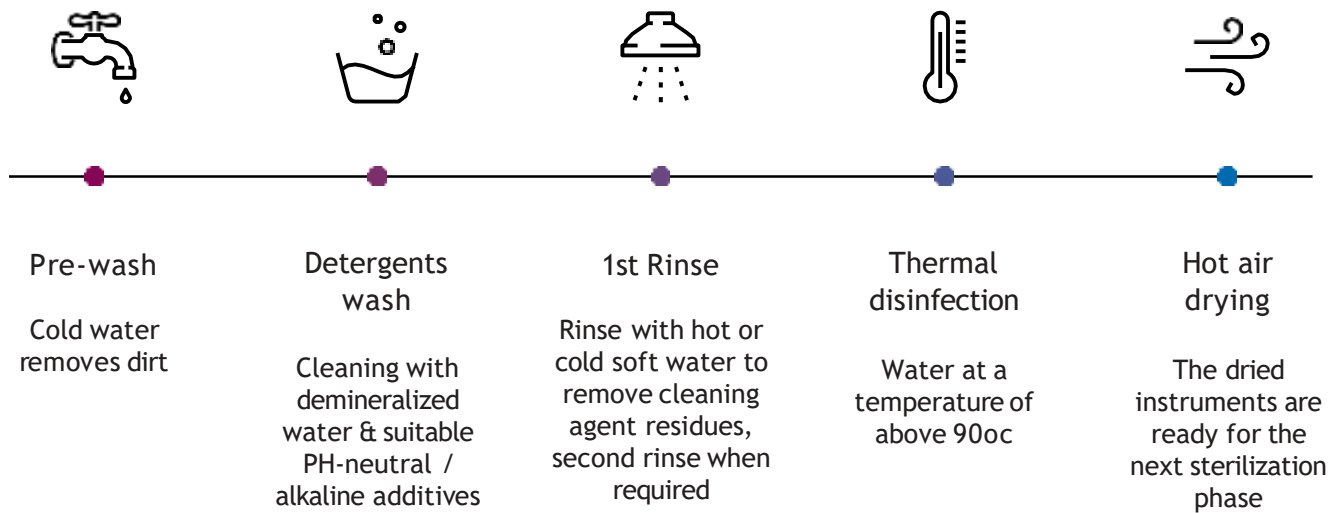 Pre-wash
Cold water
removes dirt
Detergents
wash
Cleaning with
demineralized
water & suitable
PH-neutral /
alkaline additives
1st Rinse
Rinse with hot or
cold soft water to
remove cleaning
agent residues,
second rinse when
required
Thermal
disinfection
Water at a
temperature of
above 90oc
Hot air
drying
The dried
instruments are
ready for the
next sterilization
phase